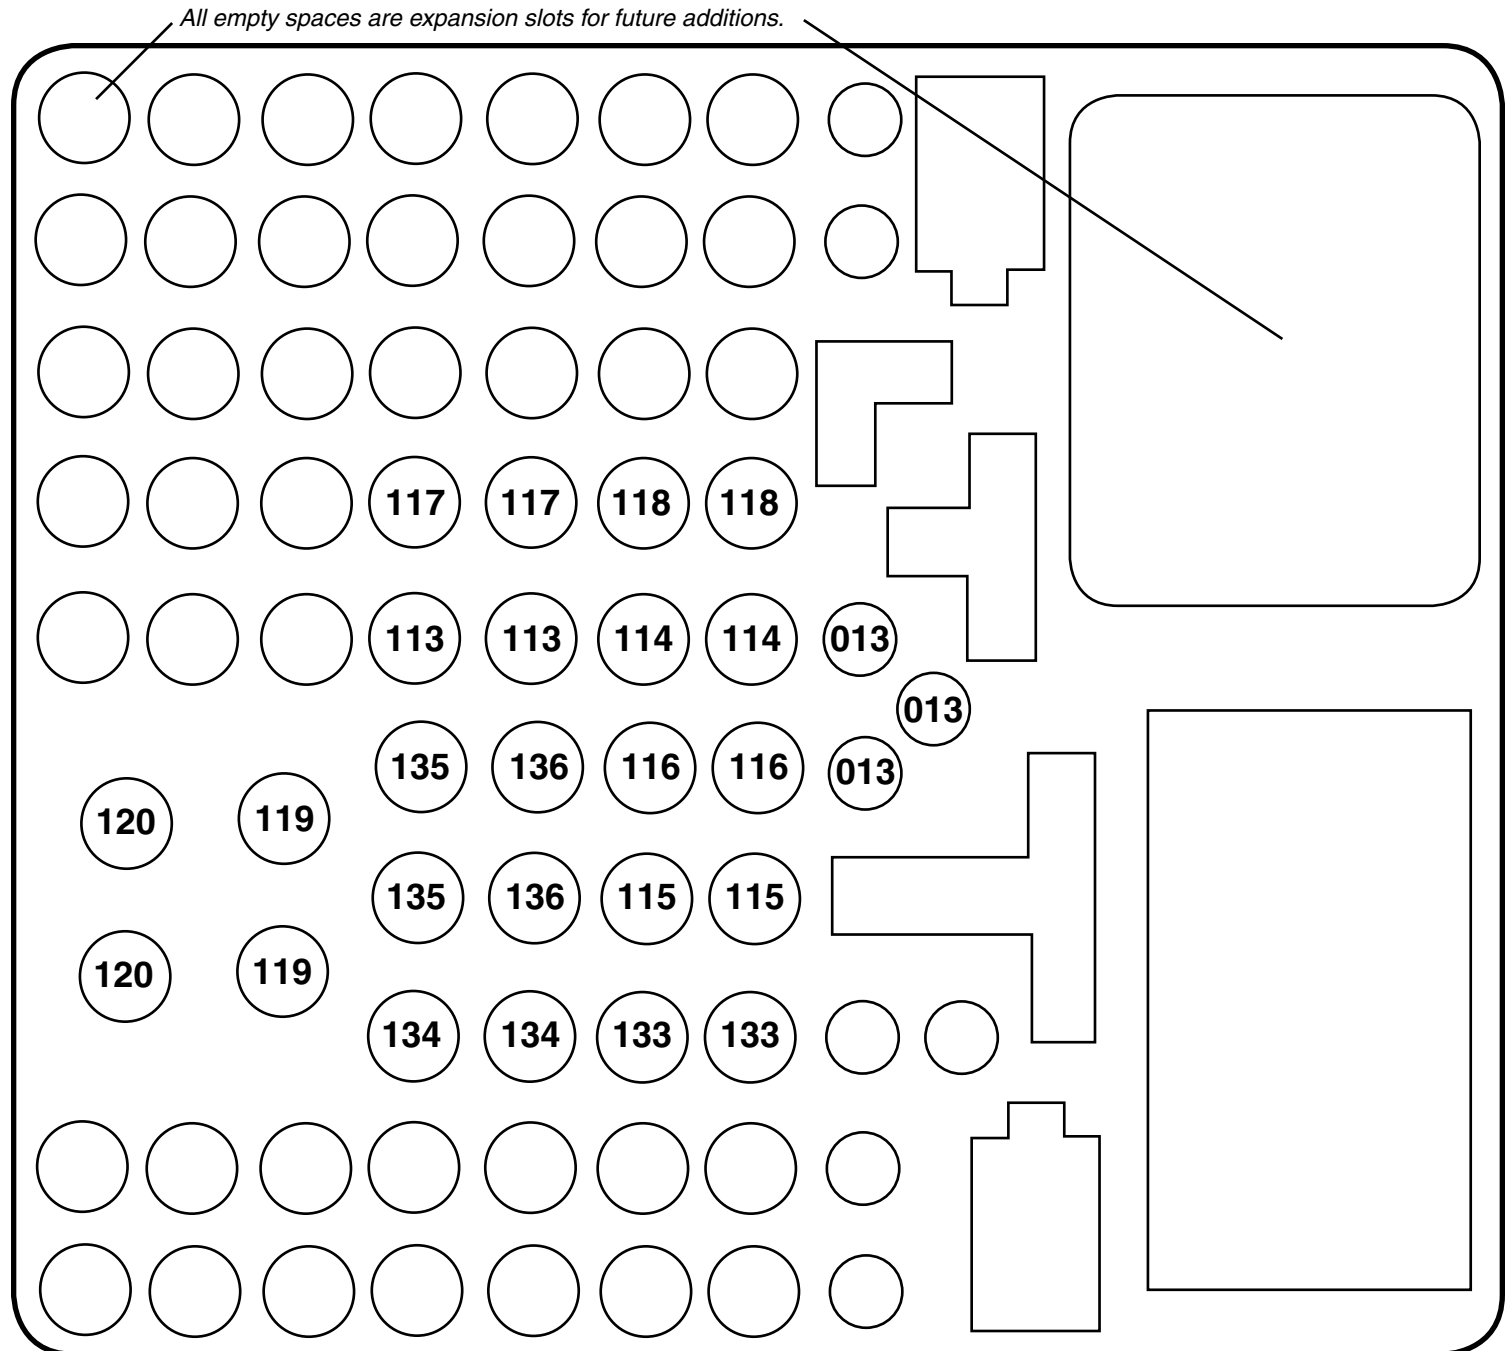 All empty spaces are expansion slots for future additions.
117 117 118 118
113 113 114 114 013
013
135 136 116 116 013
120 119
135 136 115 115
120 119
134 134 133 133